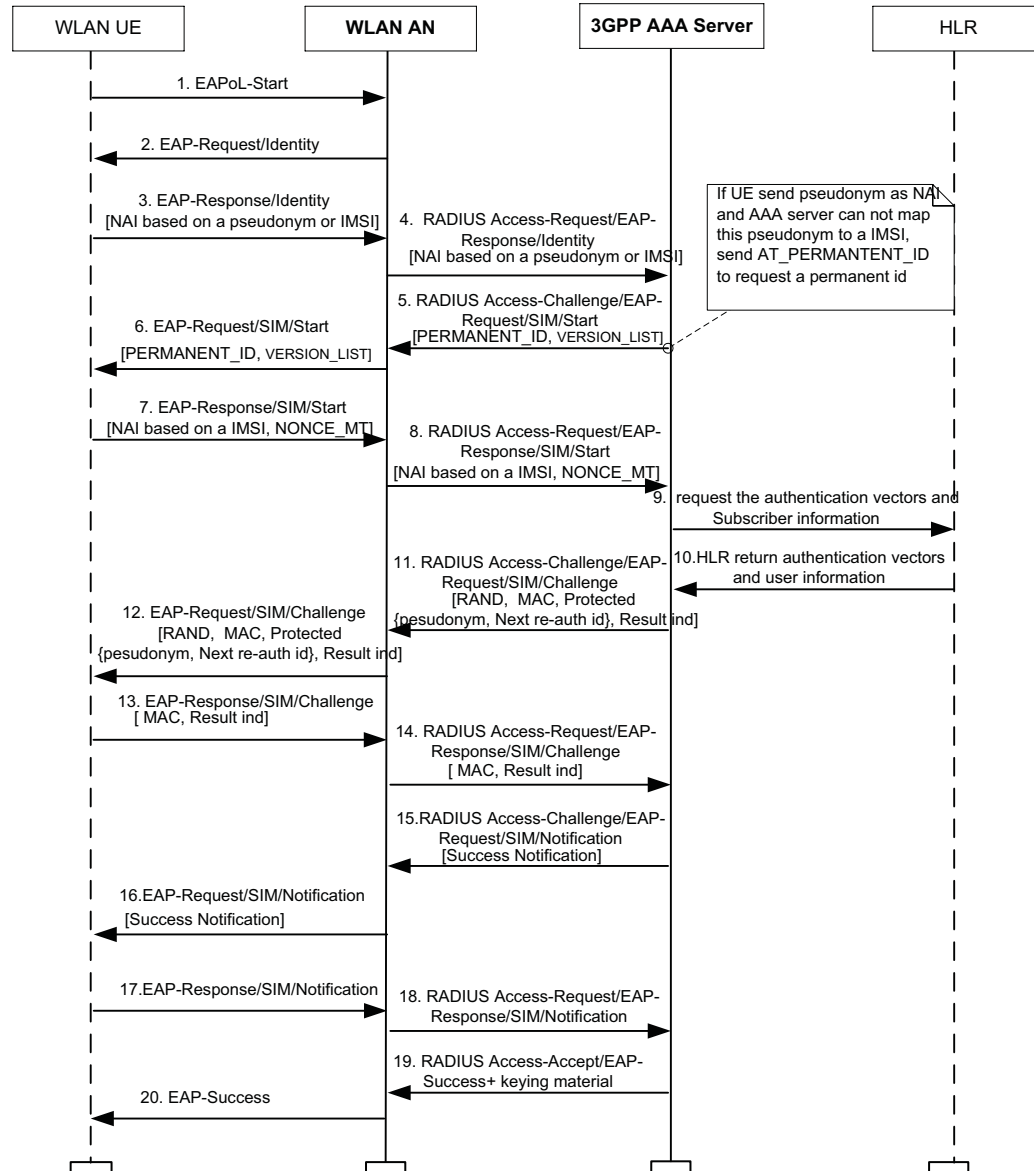 WLAN UE
WLAN AN
3GPP AAA Server
HLR
1. EAPoL-Start
2. EAP-Request/Identity
3. EAP-Response/Identity
[NAI based on a pseudonym or IMSI]
4. RADIUS Access-Request/EAP-
Response/Identity
[NAI based on a pseudonym or IMSI]
If UE send pseudonym as NAI
and AAA server can not map
this pseudonym to a IMSI,
send AT_PERMANTENT_ID
to request a permanent id
5. RADIUS Access-Challenge/EAP-
Request/SIM/Start
[PERMANENT_ID, VERSION_LIST]
6. EAP-Request/SIM/Start
[PERMANENT_ID, VERSION_LIST]
7. EAP-Response/SIM/Start
[NAI based on a IMSI, NONCE_MT]
8. RADIUS Access-Request/EAP-
Response/SIM/Start
[NAI based on a IMSI, NONCE_MT]
9. request the authentication vectors and
Subscriber information
10.HLR return authentication vectors
and user information
11. RADIUS Access-Challenge/EAP-
Request/SIM/Challenge
[RAND, MAC, Protected
{pesudonym, Next re-auth id}, Result ind]
12. EAP-Request/SIM/Challenge
[RAND, MAC, Protected
{pesudonym, Next re-auth id}, Result ind]
13. EAP-Response/SIM/Challenge
[ MAC, Result ind]
14. RADIUS Access-Request/EAP-
Response/SIM/Challenge
[ MAC, Result ind]
15.RADIUS Access-Challenge/EAP-
Request/SIM/Notification
[Success Notification]
16.EAP-Request/SIM/Notification
[Success Notification]
17.EAP-Response/SIM/Notification
18. RADIUS Access-Request/EAP-
Response/SIM/Notification
19. RADIUS Access-Accept/EAP-
Success+ keying material
20. EAP-Success